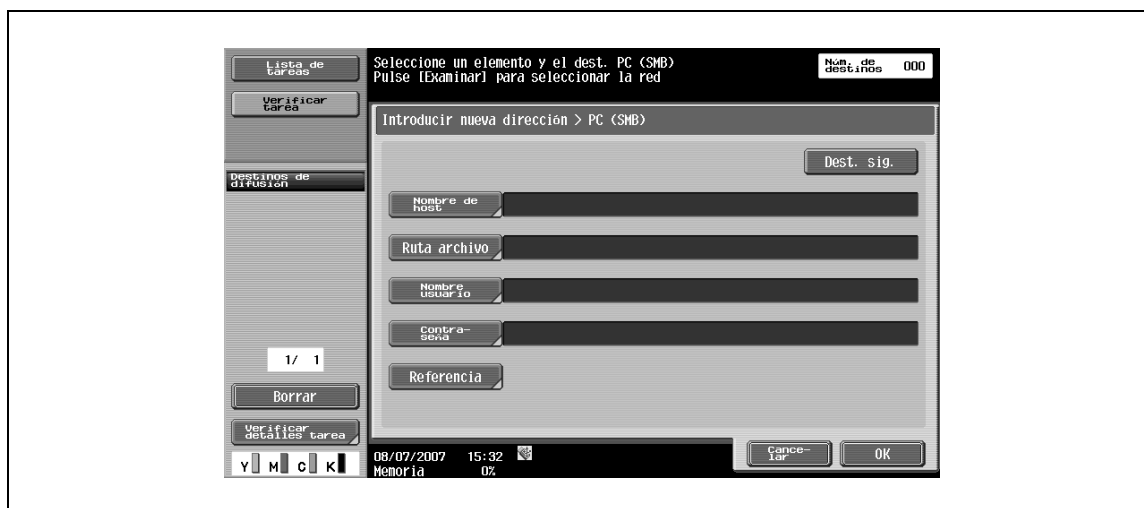 Lista de
tareas
Verificar
tarea
Destinos de
difusión
1/ 1
Borrar
Verificar
detalles tarea
Y M C K
Seleccione un elemento y el dest. PC (SMB)
Pulse [Examinar] para seleccionar la red
Núm. de
destinos 000
Introducir nueva dirección > PC (SMB)
Dest. sig.
Nombre de
host
Ruta archivo
Nombre
usuario
Contra-
seña
Referencia
08/07/2007 15:32
Memoria 0%
Cance-
lar
OK